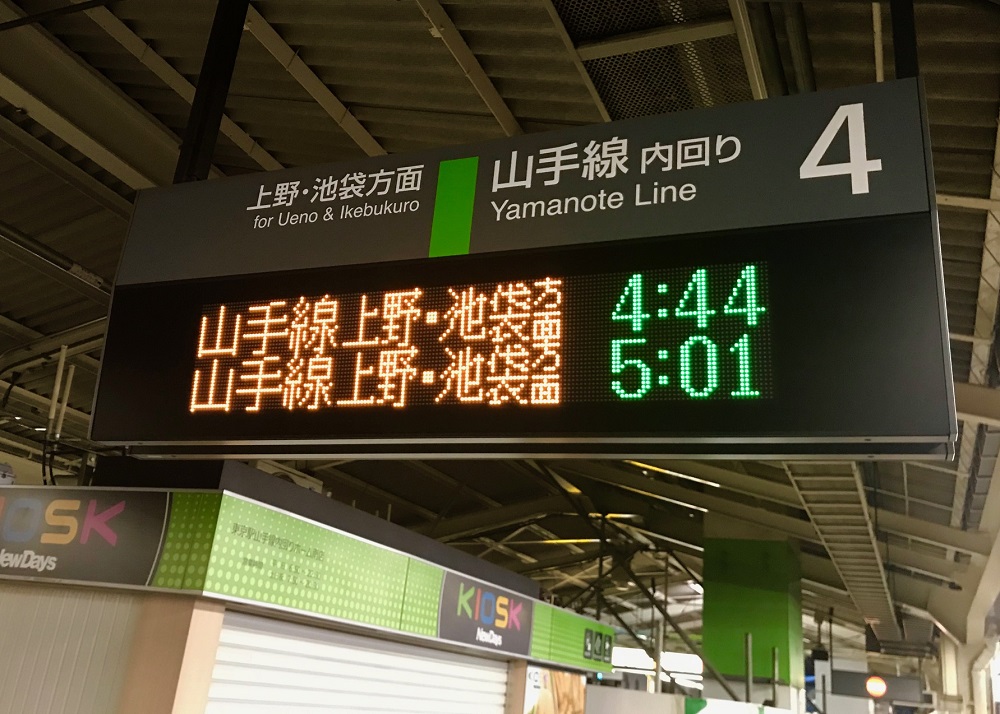 上野・池袋方面
for Ueno & Ikebukuro
山手線 内回り
Yamanote Line
4
山手線上野・池袋方面 4:44
山手線上野・池袋方面 5:01
KIOSK
NewDays
KIOSK
NewDays